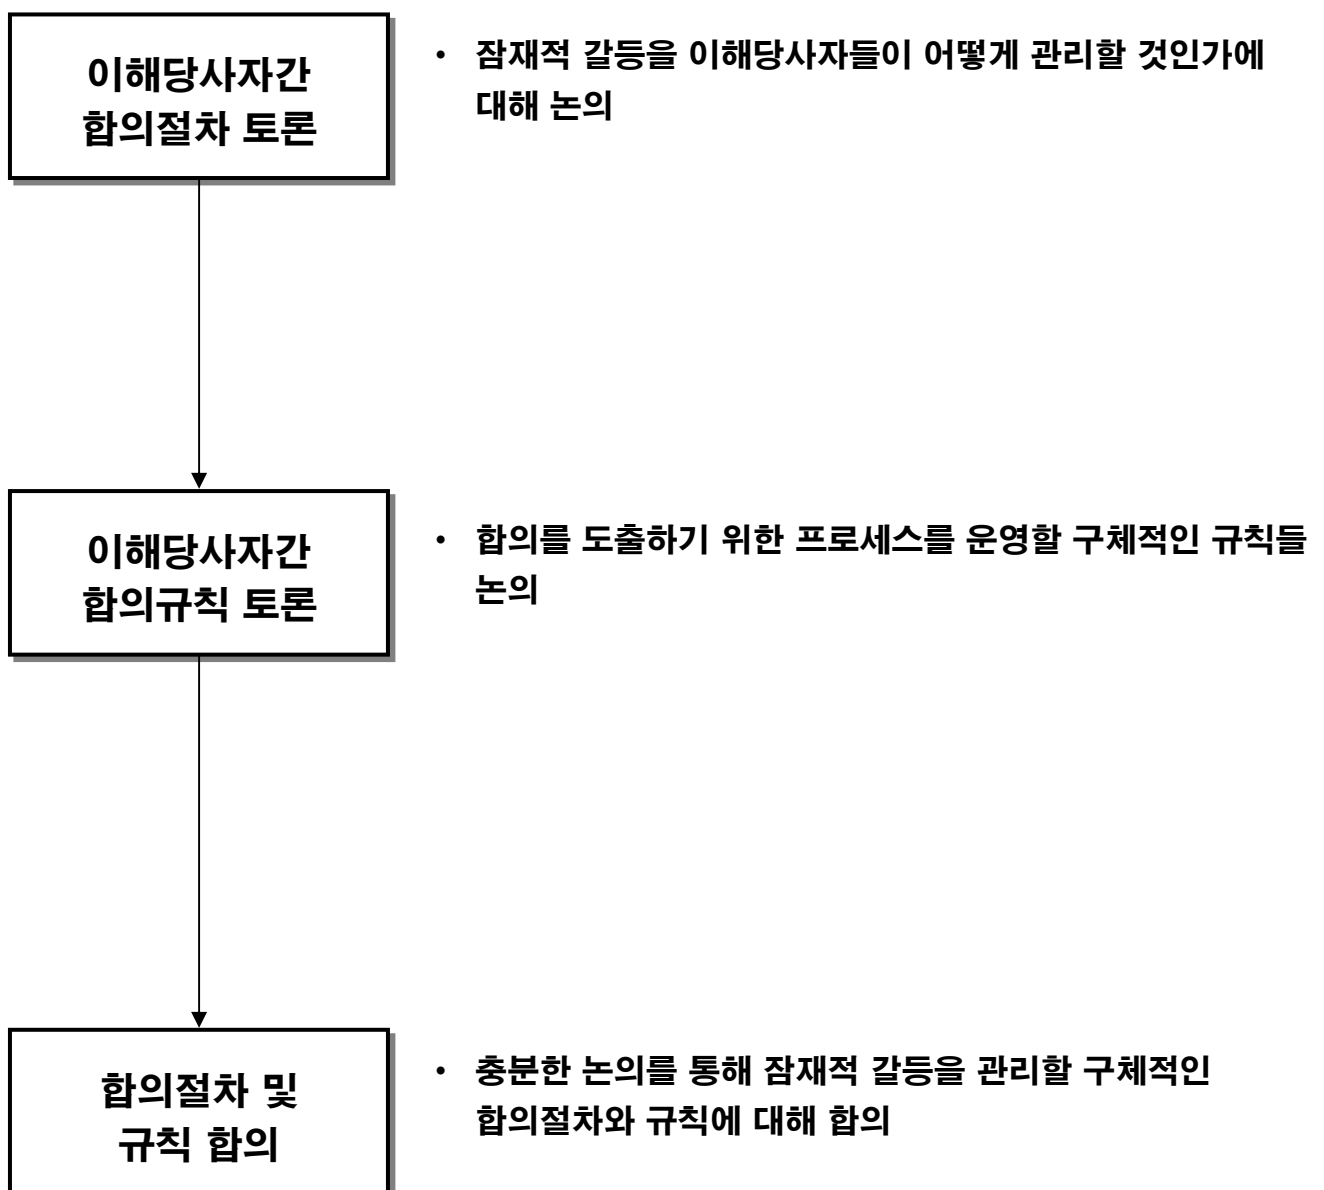 이해당사자간
합의절차 토론
• 잠재적 갈등을 이해당사자들이 어떻게 관리할 것인가에
대해 논의
이해당사자간
합의규칙 토론
• 합의를 도출하기 위한 프로세스를 운영할 구체적인 규칙들
논의
합의절차 및
규칙 합의
• 충분한 논의를 통해 잠재적 갈등을 관리할 구체적인
합의절차와 규칙에 대해 합의